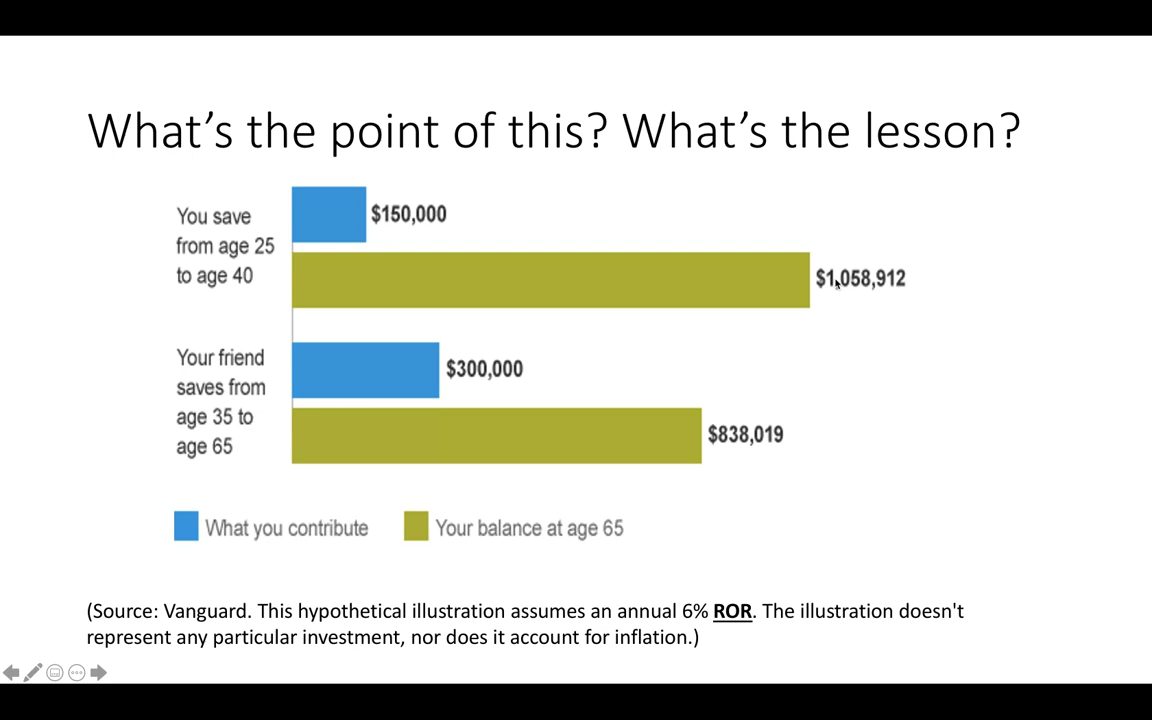 What’s the point of this? What’s the lesson?
You save
from age 25
to age 40
$150,000
$1,058,912
Your friend
saves from
age 35 to
age 65
$300,000
$838,019
What you contribute
Your balance at age 65
(Source: Vanguard. This hypothetical illustration assumes an annual 6% ROR. The illustration doesn't
represent any particular investment, nor does it account for inflation.)